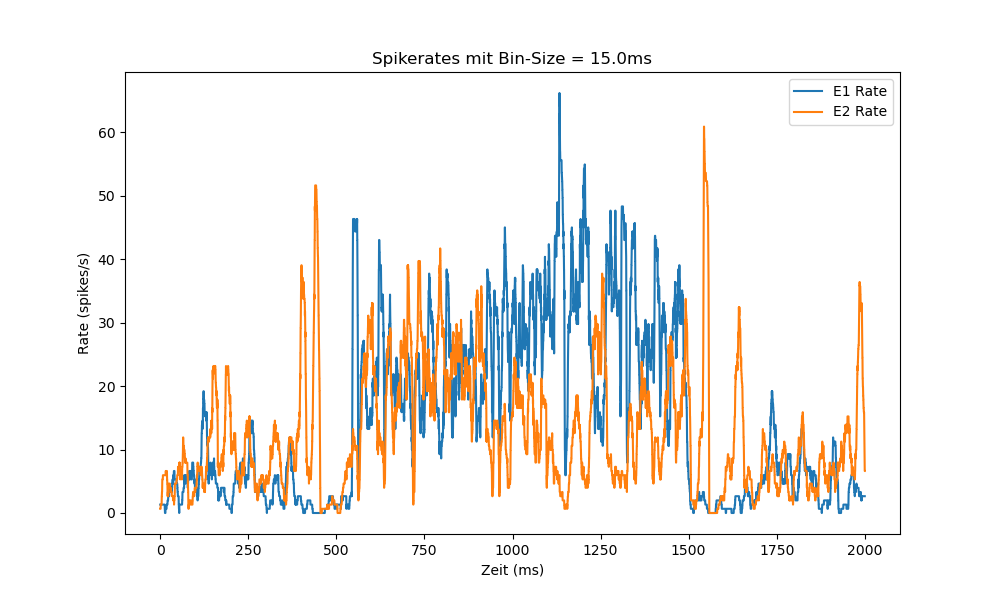 Spikerates mit Bin-Size = 15.0ms
E1 Rate
E2 Rate
Rate (spikes/s)
60
50
40
30
20
10
0
0 250 500 750 1000 1250 1500 1750 2000
Zeit (ms)